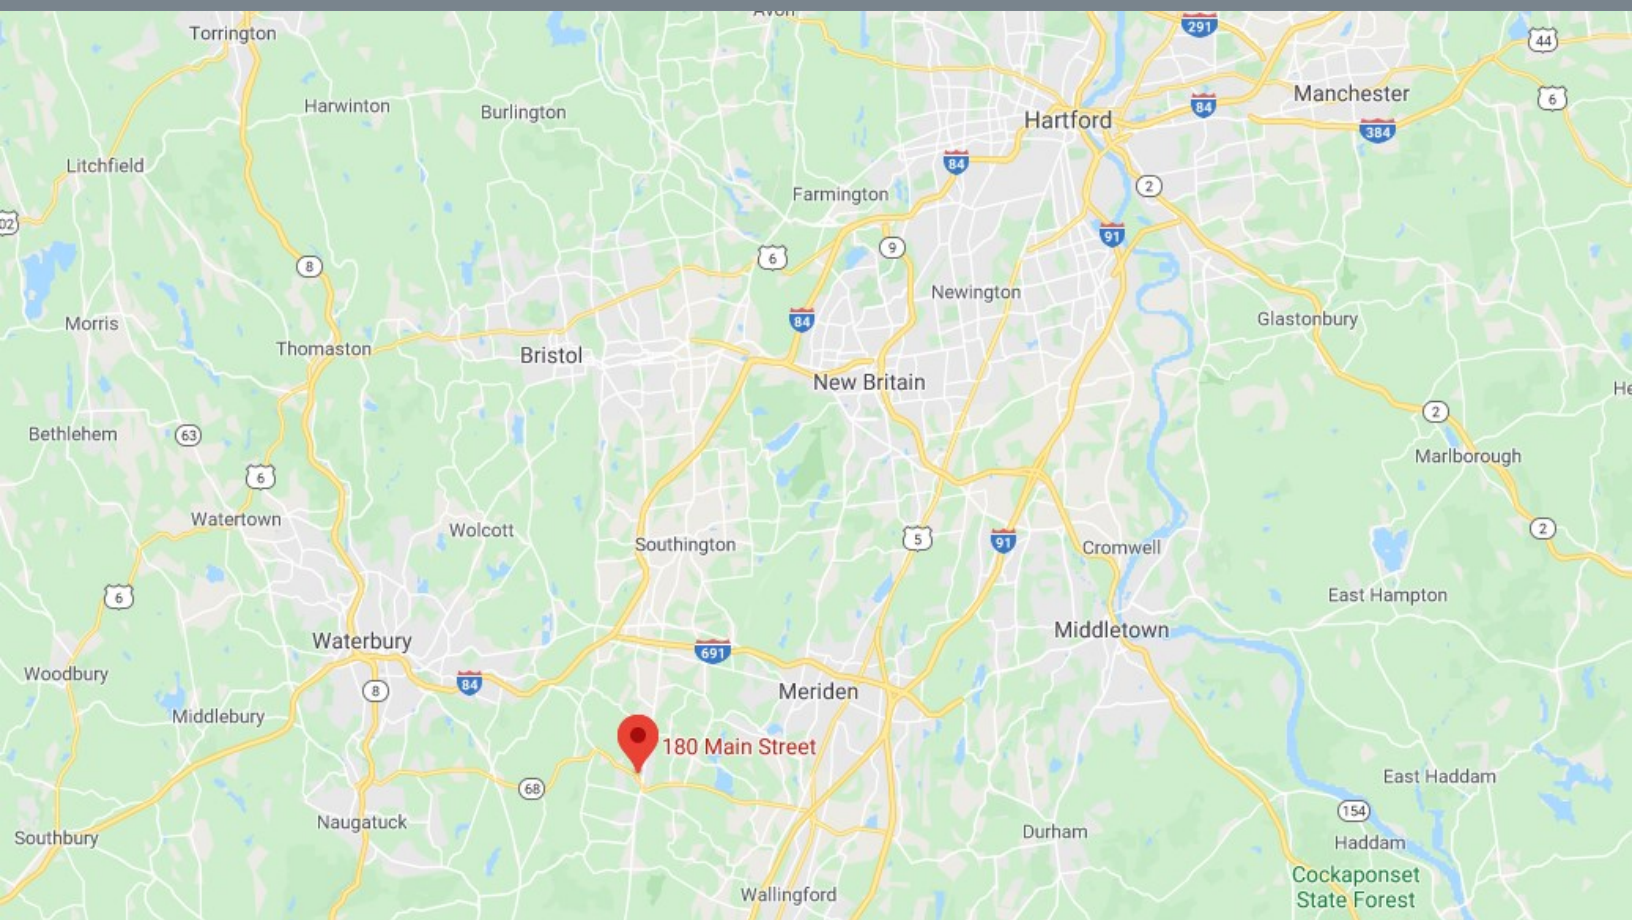 Avon
Torrington
291
44
Harwinton
Burlington
84
Manchester
6
Hartford
384
Litchfield
84
Farmington
2
02
91
9
6
8
Newington
84
Glastonbury
Morris
Thomaston
Bristol
New Britain
He
2
Bethlehem
63
Marlborough
6
Watertown
Wolcott
Southington
5
91
Cromwell
2
6
East Hampton
Waterbury
Middletown
691
Woodbury
84
8
Meriden
Middlebury
180 Main Street
68
East Haddam
154
Naugatuck
Southbury
Durham
Haddam
Wallingford
Cockaponset
State Forest